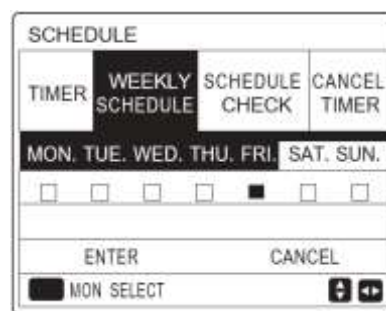 SCHEDULE
TIMER WEEKLY SCHEDULE SCHEDULE CHECK CANCEL TIMER
MON. TUE. WED. THU. FRI. SAT. SUN.
ENTER CANCEL
MON SELECT